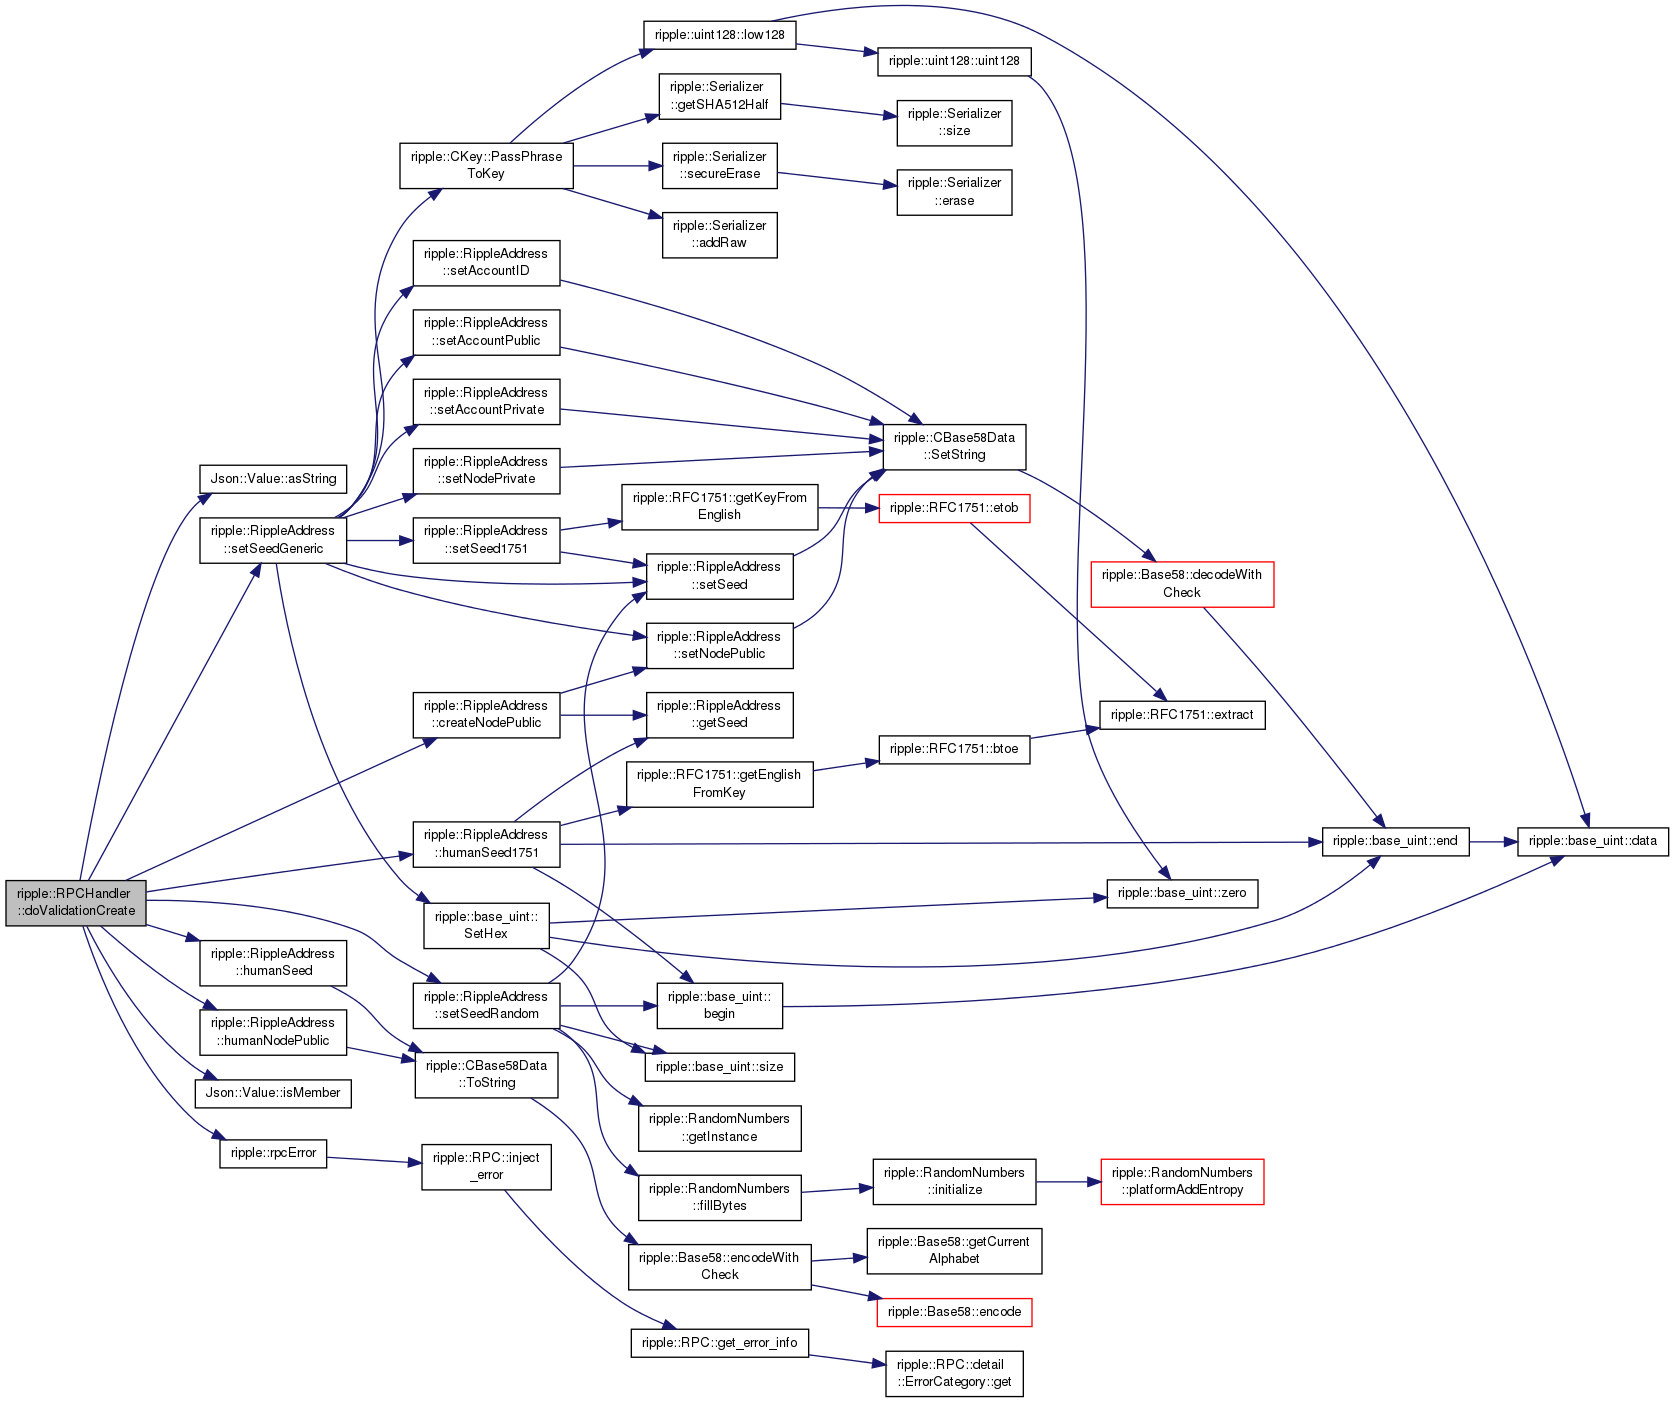 ripple::RPCHandler
::doValidationCreate
Json::Value::asString
ripple::RippleAddress
::setSeedGeneric
ripple::RippleAddress
::humanSeed
ripple::RippleAddress
::humanNodePublic
Json::Value::isMember
ripple::rpcError
ripple::CKey::PassPhrase
ToKey
ripple::RippleAddress
::setAccountID
ripple::RippleAddress
::setAccountPublic
ripple::RippleAddress
::setAccountPrivate
ripple::RippleAddress
::setNodePrivate
ripple::RippleAddress
::setSeed1751
ripple::RippleAddress
::createNodePublic
ripple::RippleAddress
::humanSeed1751
ripple::base_uint::
SetHex
ripple::RippleAddress
::setSeedRandom
ripple::CBase58Data
::ToString
ripple::RPC::inject
_error
ripple::uint128::low128
ripple::Serializer
::getSHA512Half
ripple::Serializer
::secureErase
ripple::Serializer
::addRaw
ripple::RFC1751::getKeyFrom
English
ripple::RippleAddress
::setSeed
ripple::RippleAddress
::setNodePublic
ripple::RippleAddress
::getSeed
ripple::RFC1751::getEnglish
FromKey
ripple::base_uint::
begin
ripple::base_uint::size
ripple::RandomNumbers
::getInstance
ripple::RandomNumbers
::fillBytes
ripple::Base58::encodeWith
Check
ripple::RPC::get_error_info
ripple::uint128::uint128
ripple::Serializer
::size
ripple::Serializer
::erase
ripple::CBase58Data
::SetString
ripple::RFC1751::etob
ripple::RFC1751::btoe
ripple::RandomNumbers
::initialize
ripple::Base58::getCurrent
Alphabet
ripple::Base58::encode
ripple::RPC::detail
::ErrorCategory::get
ripple::Base58::decodeWith
Check
ripple::RFC1751::extract
ripple::base_uint::zero
ripple::RandomNumbers
::platformAddEntropy
ripple::base_uint::end
ripple::base_uint::data